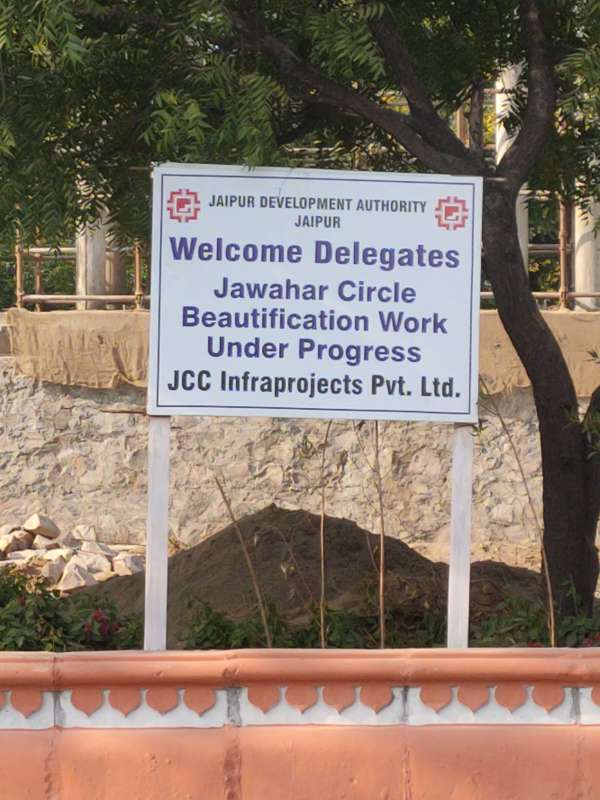 JAIPUR DEVELOPMENT AUTHORITY
JAIPUR
Welcome Delegates
Jawahar Circle
Beautification Work
Under Progress
JCC Infraprojects Pvt. Ltd.